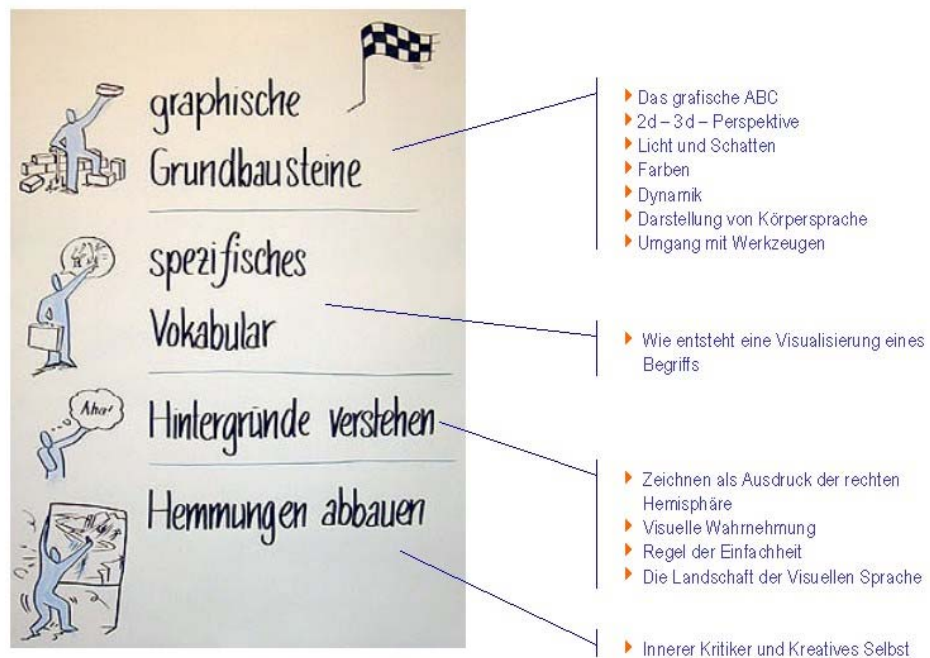 graphische
Grundbausteine
spezifisches
Vokabular
Aha!
Hintergründe verstehen
Hemmungen abbauen
Das grafische ABC
2d – 3d – Perspektive
Licht und Schatten
Farben
Dynamik
Darstellung von Körpersprache
Umgang mit Werkzeugen
Wie entsteht eine Visualisierung eines
Begriffs
Zeichnen als Ausdruck der rechten
Hemisphäre
Visuelle Wahrnehmung
Regel der Einfachheit
Die Landschaft der Visuellen Sprache
Innerer Kritiker und Kreatives Selbst